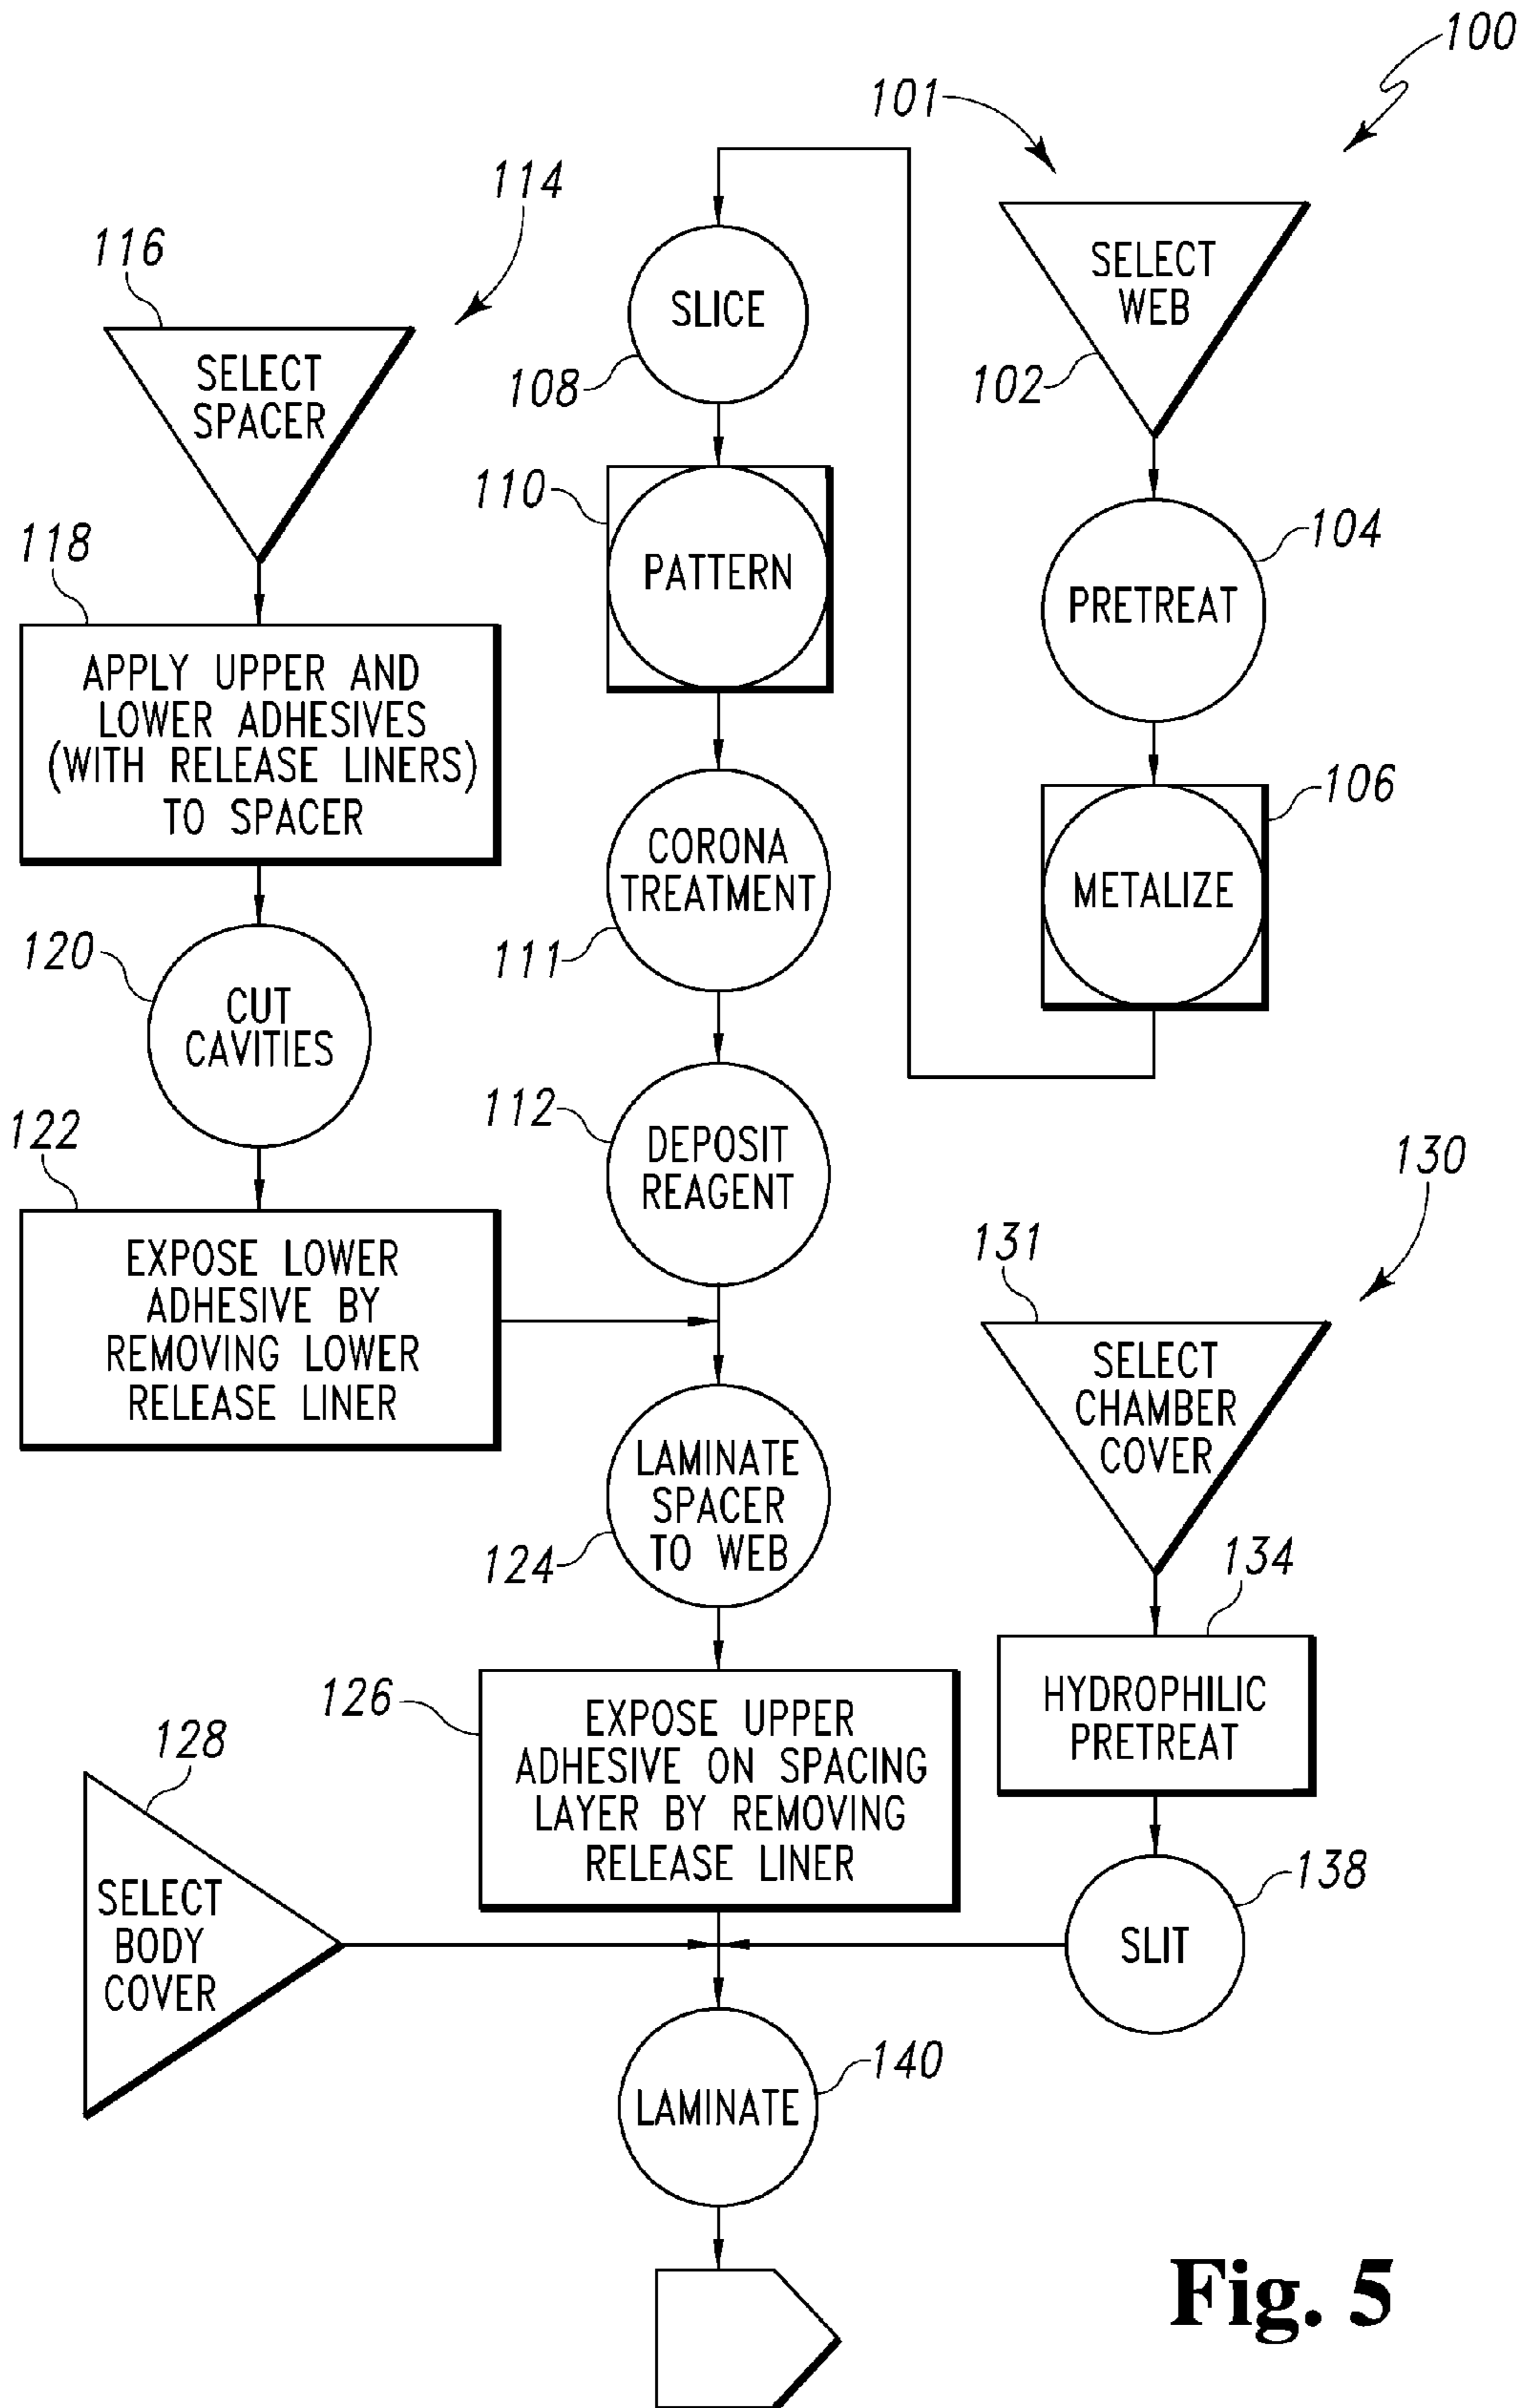 100
101
114
116
SELECT
SPACER
118
APPLY UPPER AND
LOWER ADHESIVES
(WITH RELEASE LINERS)
TO SPACER
120
CUT
CAVITIES
122
EXPOSE LOWER
ADHESIVE BY
REMOVING LOWER
RELEASE LINER
SLICE
108
110
PATTERN
CORONA
TREATMENT
111
112
DEPOSIT
REAGENT
LAMINATE
SPACER
TO WEB
124
126
EXPOSE UPPER
ADHESIVE ON SPACING
LAYER BY REMOVING
RELEASE LINER
128
SELECT
BODY
COVER
SELECT
WEB
102
104
PRETREAT
106
METALIZE
130
131
SELECT
CHAMBER
COVER
134
HYDROPHILIC
PRETREAT
138
SLIT
140
LAMINATE
Fig. 5